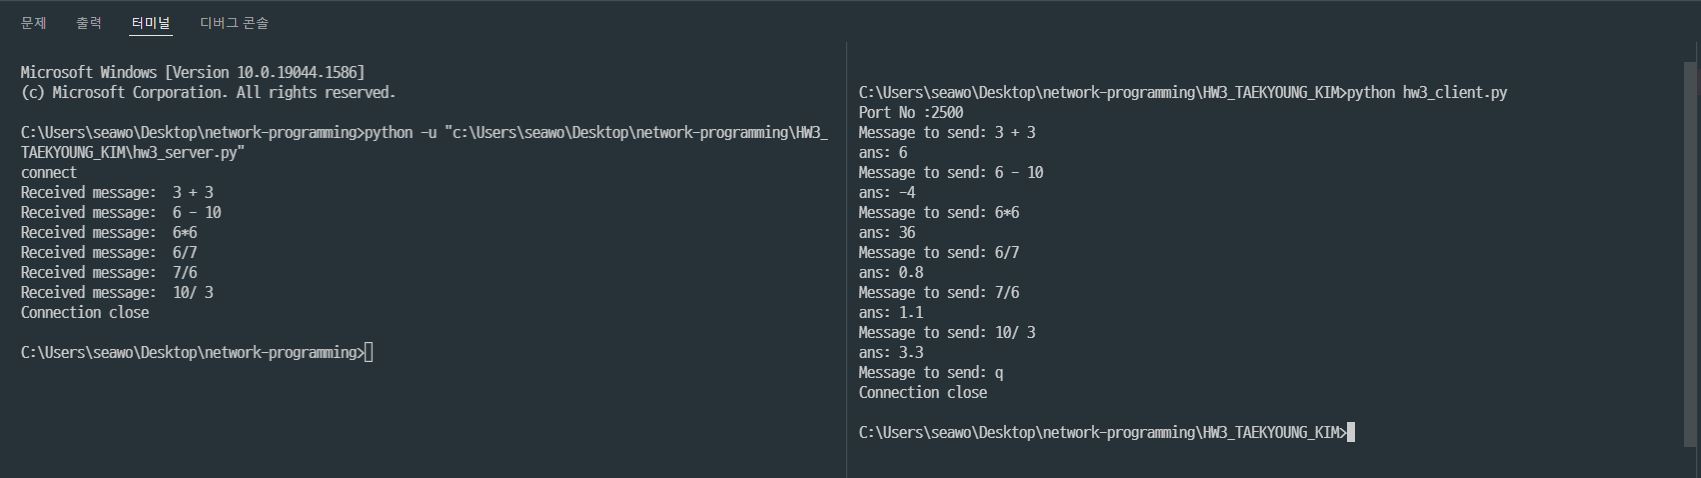 문제 출력 터미널 디버그 콘솔
Microsoft Windows [Version 10.0.19044.1586]
(c) Microsoft Corporation. All rights reserved.
C:\Users\seawo\Desktop\network-programming>python -u "c:\Users\seawo\Desktop\network-programming\HW3_
TAEKYOUNG_KIM\hw3_server.py"
connect
Received message:  3 + 3
Received message:  6 - 10
Received message:  6*6
Received message:  6/7
Received message:  7/6
Received message:  10/ 3
Connection close
C:\Users\seawo\Desktop\network-programming>
C:\Users\seawo\Desktop\network-programming\HW3_TAEKYOUNG_KIM>python hw3_client.py
Port No :2500
Message to send: 3 + 3
ans: 6
Message to send: 6 - 10
ans: -4
Message to send: 6*6
ans: 36
Message to send: 6/7
ans: 0.8
Message to send: 7/6
ans: 1.1
Message to send: 10/ 3
ans: 3.3
Message to send: q
Connection close
C:\Users\seawo\Desktop\network-programming\HW3_TAEKYOUNG_KIM>